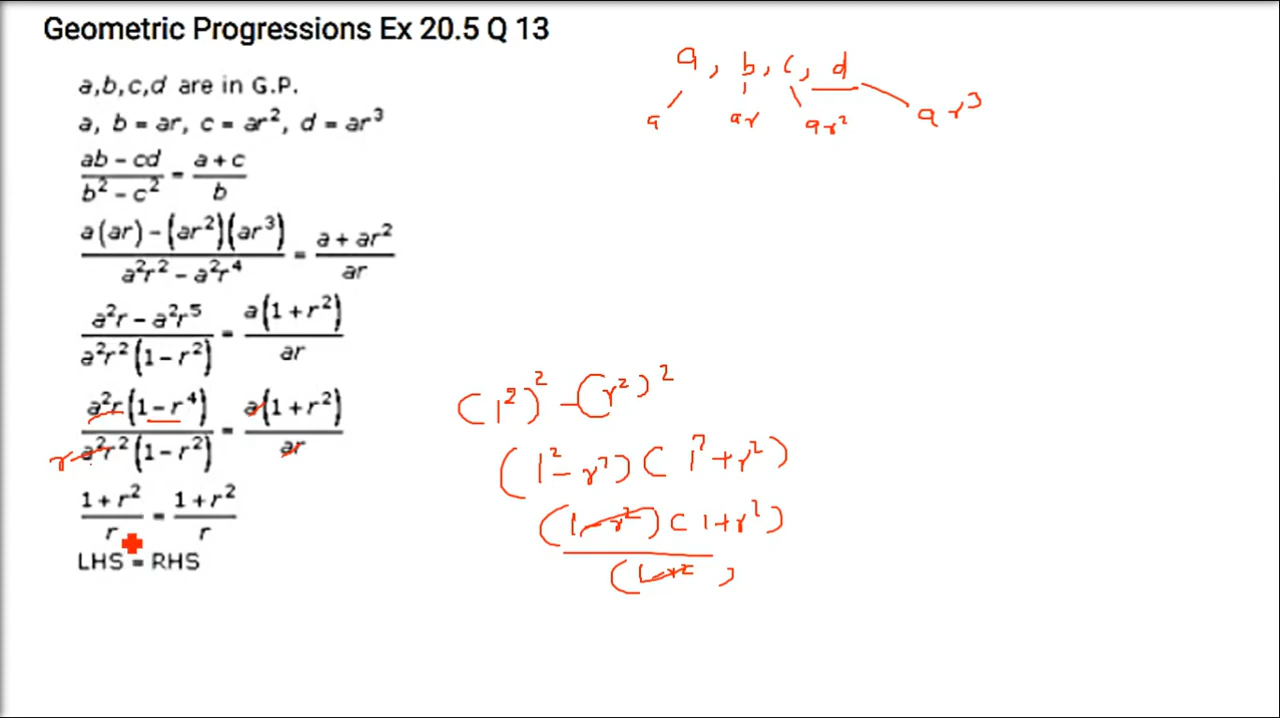 Geometric Progressions Ex 20.5 Q 13
a,b,c,d are in G.P.
a, b = ar, c = ar², d = ar³
(ab − cd)/(b² − c²) = (a + c)/b
(a(ar) − (ar²)(ar³))/(a²r² − a²r⁴) = (a + ar²)/(ar)
(a²r − a²r⁵)/(a²r²(1 − r²)) = (a(1 + r²))/(ar)
(a²r(1 − r⁴))/(a²r²(1 − r²)) = (a(1 + r²))/(ar)
r
(1 + r²)/r = (1 + r²)/r
LHS = RHS
a, b, c, d
a ar ar² ar³
(1²)² − (r²)²
(1² − r²)(1² + r²)
(1 − r²)(1 + r²)
(1 − r²)